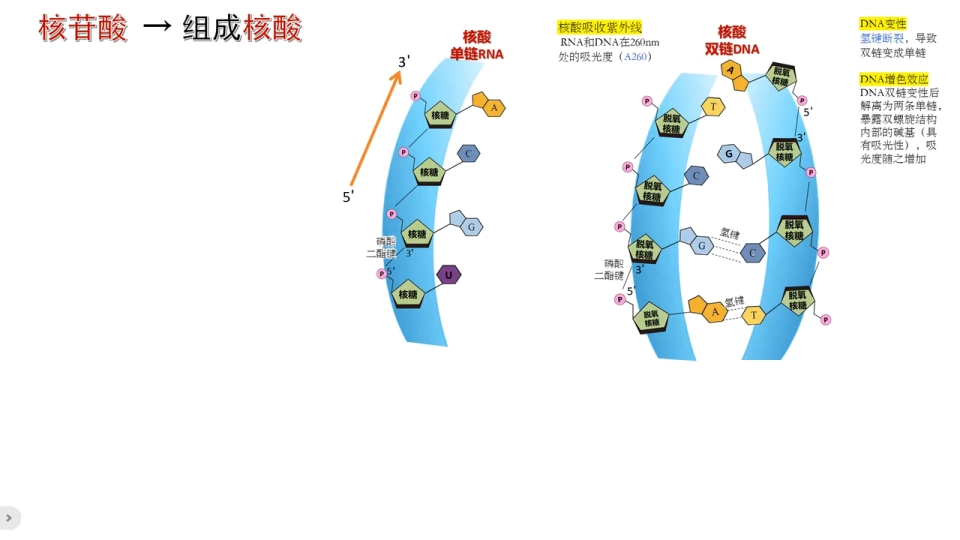 核苷酸 → 组成核酸
核酸
单链RNA
3'
5'
P
核糖
A
P
核糖
C
P
核糖
G
磷酸
二酯键
3'
P
5'
核糖
U
核酸吸收紫外线
RNA和DNA在260nm
处的吸光度（A260）
核酸
双链DNA
P
脱氧
核糖
T
A
脱氧
核糖
P
5'
P
脱氧
核糖
C
G
3'
脱氧
核糖
P
P
脱氧
核糖
G
氢键
C
脱氧
核糖
P
磷酸
二酯键
3'
5'
P
脱氧
核糖
A
氢键
T
脱氧
核糖
P
DNA变性
氢键断裂，导致
双链变成单链
DNA增色效应
DNA双链变性后
解离为两条单链，
暴露双螺旋结构
内部的碱基（具
有吸光性），吸
光度随之增加